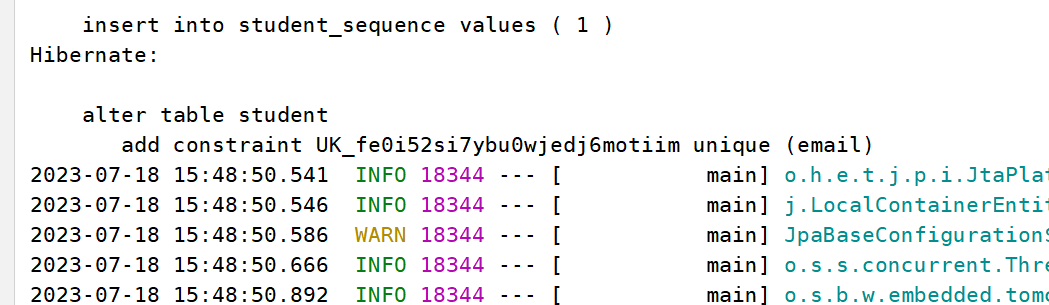 insert into student_sequence values ( 1 )
Hibernate:
alter table student
add constraint UK_fe0i52si7ybu0wjedj6motiim unique (email)
2023-07-18 15:48:50.541 INFO 18344 --- [ main] o.h.e.t.j.p.i.JtaPlat
2023-07-18 15:48:50.546 INFO 18344 --- [ main] j.LocalContainerEntit
2023-07-18 15:48:50.586 WARN 18344 --- [ main] JpaBaseConfigurationS
2023-07-18 15:48:50.666 INFO 18344 --- [ main] o.s.s.concurrent.Thre
2023-07-18 15:48:50.892 INFO 18344 --- [ main] o.s.b.w.embedded.tomc